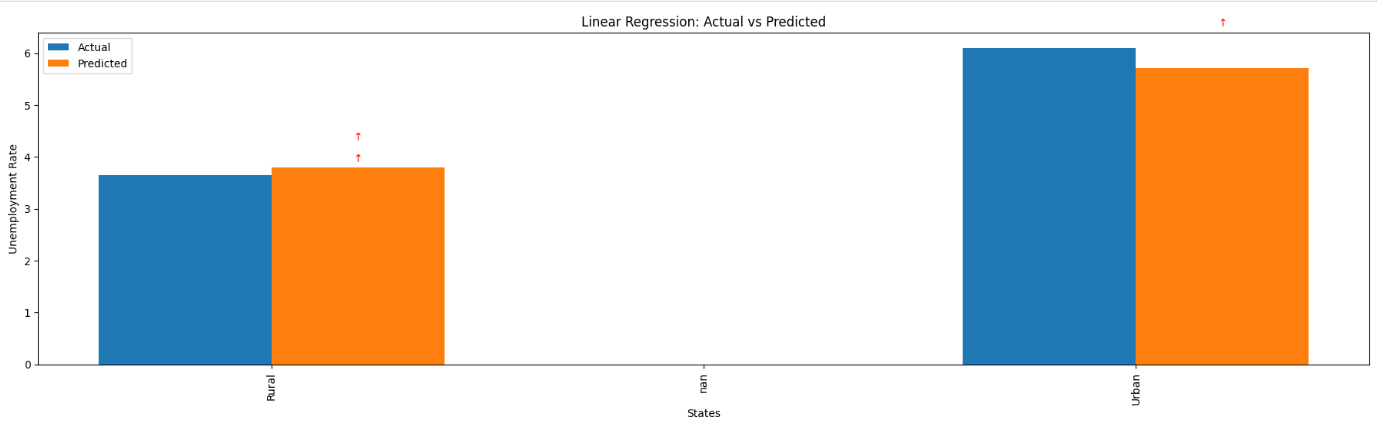 Linear Regression: Actual vs Predicted
↑
Actual
Predicted
6
5
4
3
2
1
0
Unemployment Rate
↑
↑
Rural
nan
Urban
States